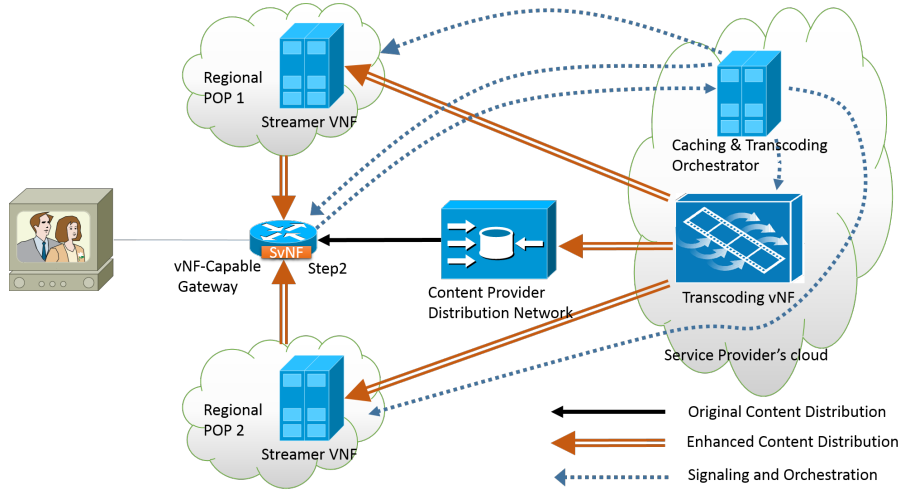 Regional
POP 1
Streamer VNF
Caching & Transcoding
Orchestrator
SvNF
vNF-Capable
Gateway
Step2
Content Provider
Distribution Network
Transcoding vNF
Service Provider's cloud
Regional
POP 2
Streamer VNF
Original Content Distribution
Enhanced Content Distribution
Signaling and Orchestration